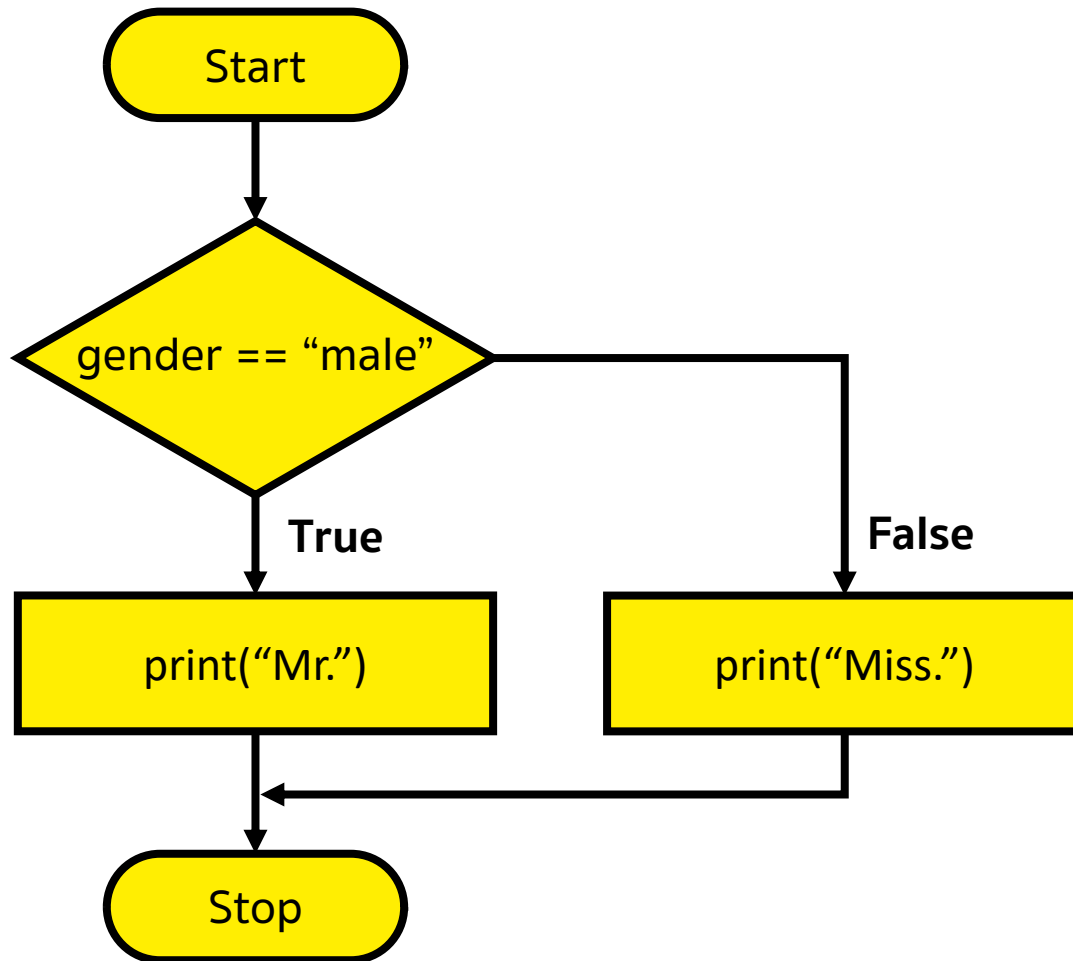 Start
gender == “male”
True
False
print(“Mr.”)
print(“Miss.”)
Stop